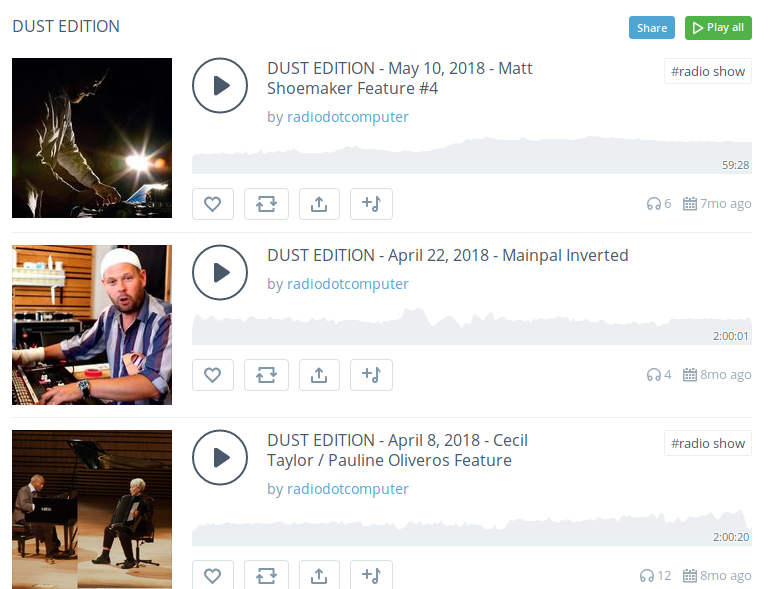 DUST EDITION
Share
Play all
DUST EDITION - May 10, 2018 - Matt
Shoemaker Feature #4
#radio show
by radiodotcomputer
59:28
6
7mo ago
DUST EDITION - April 22, 2018 - Mainpal Inverted
by radiodotcomputer
2:00:01
4
8mo ago
DUST EDITION - April 8, 2018 - Cecil
Taylor / Pauline Oliveros Feature
#radio show
by radiodotcomputer
2:00:20
12
8mo ago